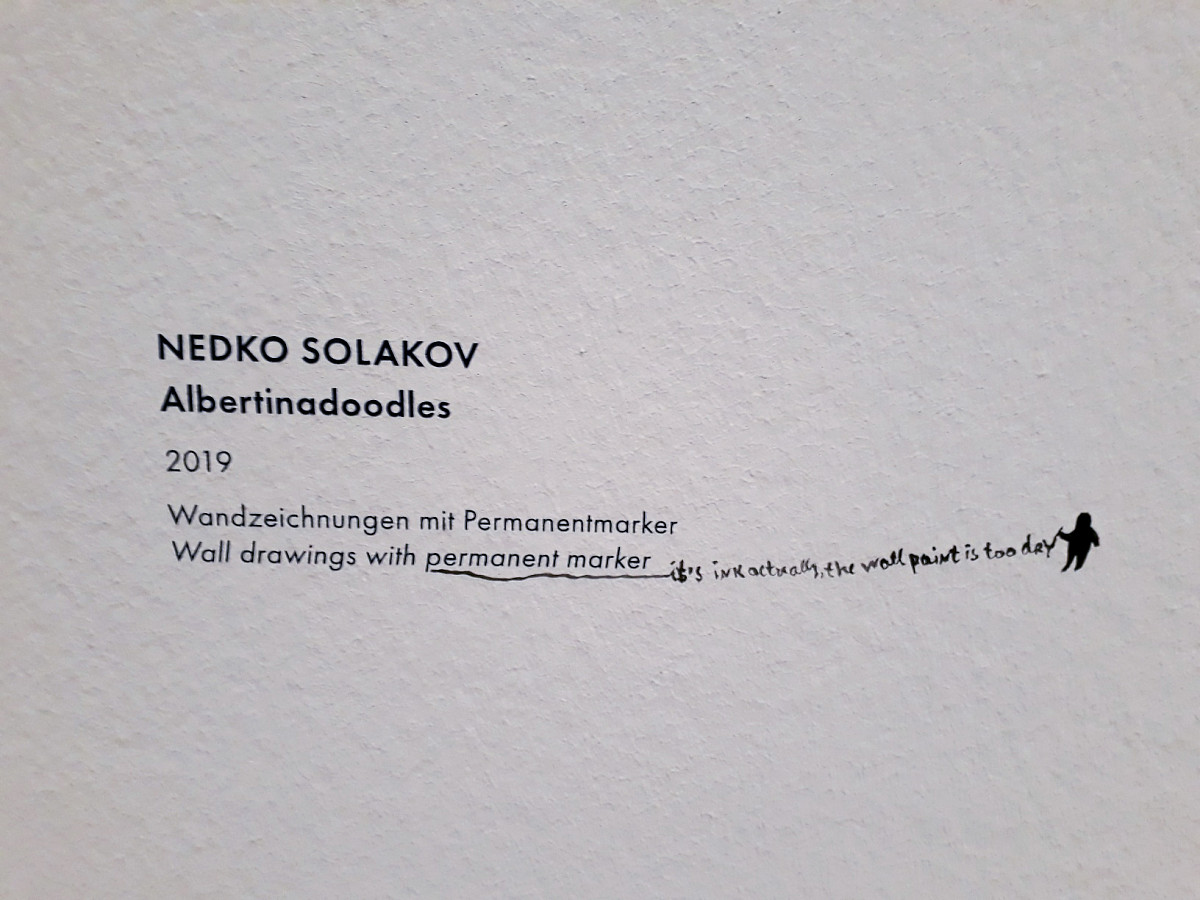 NEDKO SOLAKOV
Albertinadoodles
2019
Wandzeichnungen mit Permanentmarker
Wall drawings with permanent marker it's ink actually, the wall paint is too dry